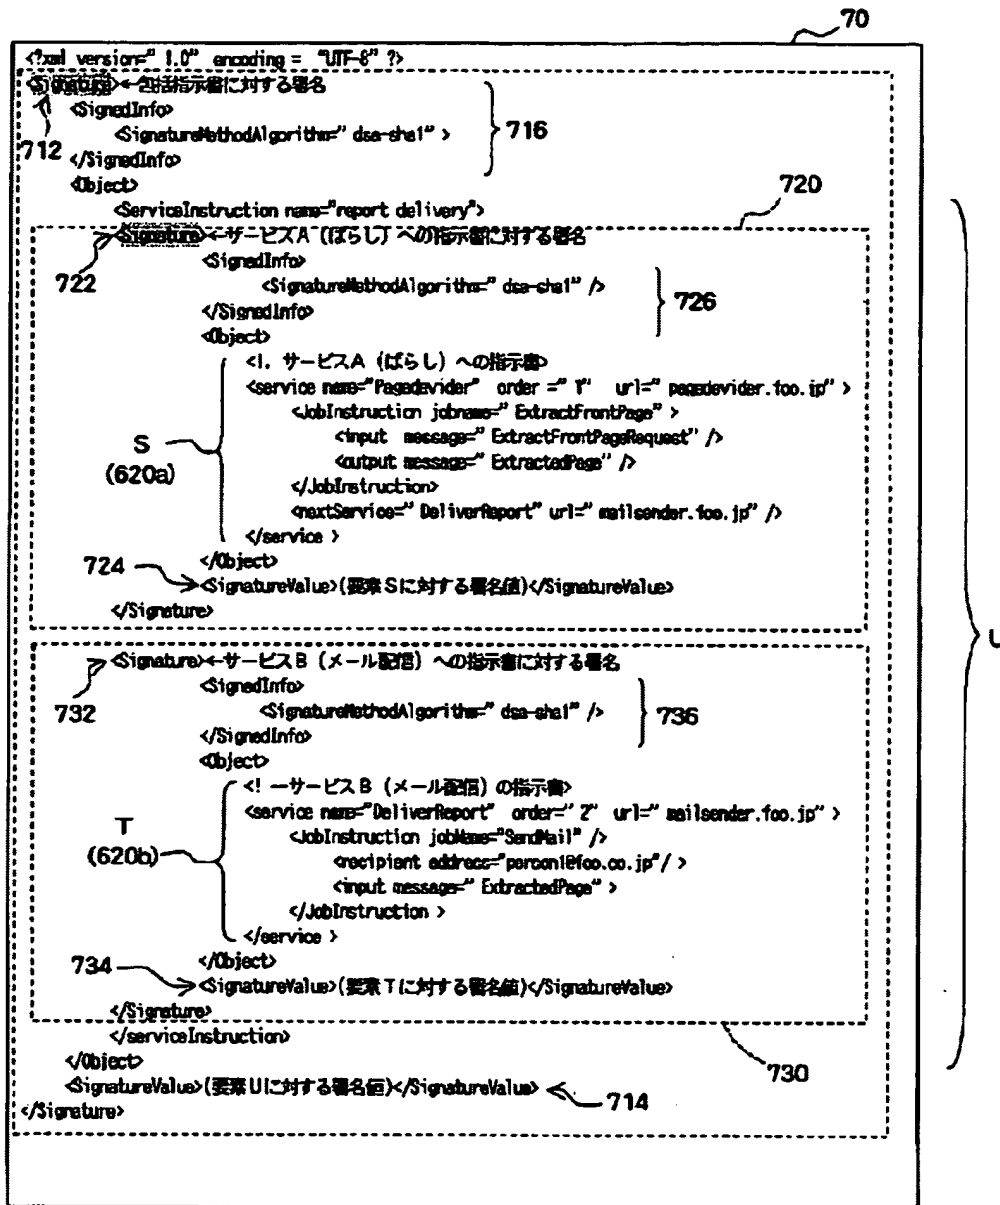 70
<?xml version=" 1.0" encoding = "UTF-8" ?>
<Signature>←包括指示書に対する署名
<SignedInfo>
<SignatureMethodAlgorithm=" dsa-sha1" >
716
712
</SignedInfo>
<Object>
720
<ServiceInstruction name="report delivery">
<Signature>←サービスA (ばらし) への指示書に対する署名
722
<SignedInfo>
<SignatureMethodAlgorithm=" dsa-sha1" />
726
</SignedInfo>
<Object>
<!. サービスA (ばらし) への指示書>
<service name="Pagedevider" order =" 1" url=" pagedevider.foo.jp" >
<JobInstruction jobname=" ExtractFrontPage" >
S
<input message=" ExtractFrontPageRequest" />
(620a)
<output message=" ExtractedPage" />
</JobInstruction>
<nextService=" DeliverReport" url=" mailsender.foo.jp" />
</service >
</Object>
724
<SignatureValue>(要素Sに対する署名値)</SignatureValue>
</Signature>
U
<Signature>←サービスB (メール配信) への指示書に対する署名
732
<SignedInfo>
<SignatureMethodAlgorithm=" dsa-sha1" />
736
</SignedInfo>
<Object>
<! ーサービスB (メール配信) の指示書>
<service name="DeliverReport" order=" 2" url=" mailsender.foo.jp" >
T
<JobInstruction jobName="SendMail" />
(620b)
<recipient address="person1@foo.co.jp"/ >
<input message=" ExtractedPage" >
</JobInstruction >
</service >
</Object>
734
<SignatureValue>(要素Tに対する署名値)</SignatureValue>
</Signature>
</serviceInstruction>
730
</Object>
<SignatureValue>(要素Uに対する署名値)</SignatureValue>
714
</Signature>